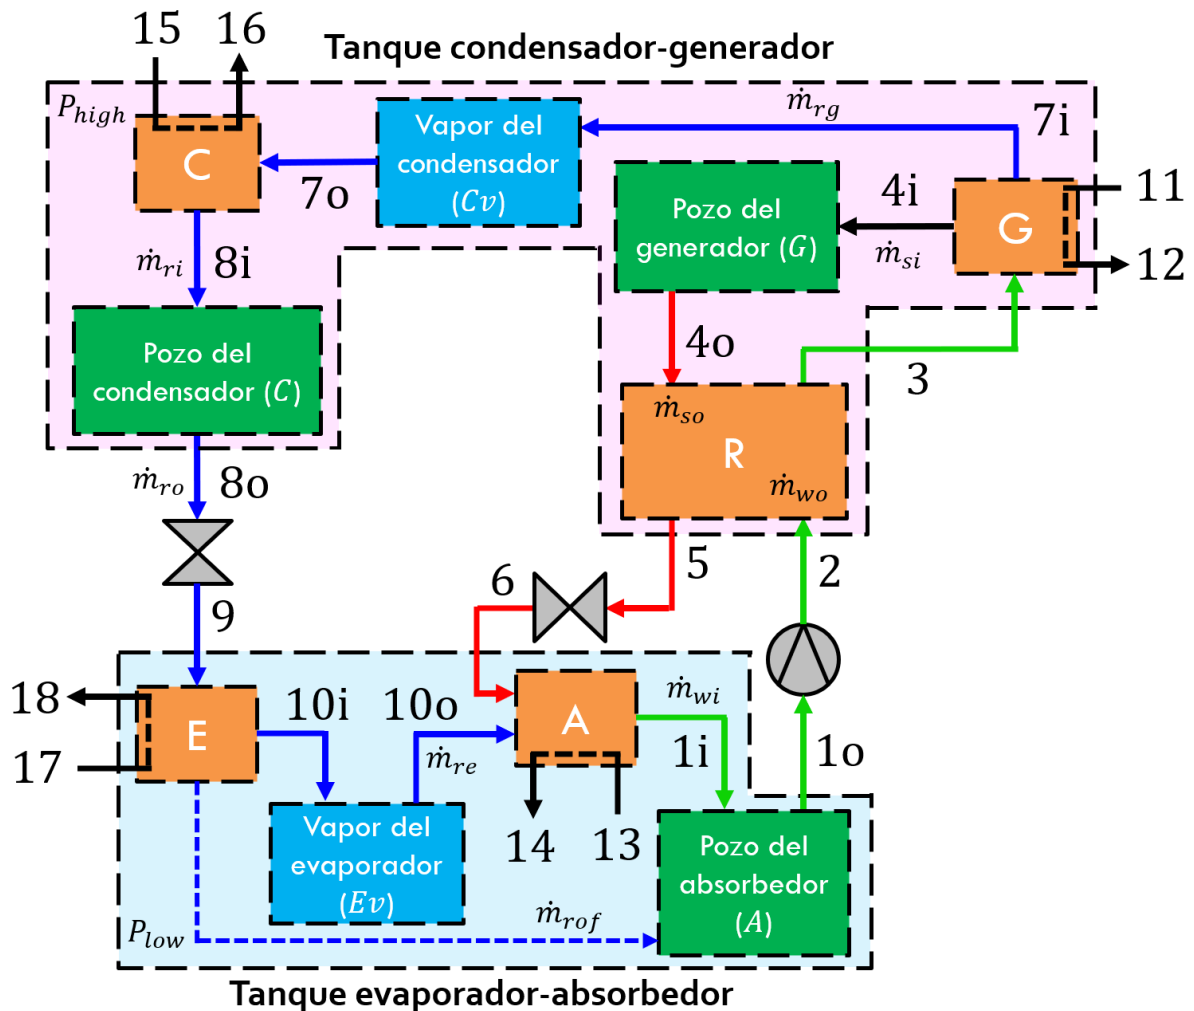 15
16
Tanque condensador-generador
P_high
ṁ_rg
7i
C
Vapor del
condensador
(Cv)
7o
Pozo del
generador (G)
4i
ṁ_si
G
11
12
ṁ_ri
8i
Pozo del
condensador (C)
4o
3
ṁ_so
R
ṁ_wo
ṁ_ro
8o
5
2
6
9
18
17
E
10i
10o
ṁ_re
A
ṁ_wi
1i
1o
14
13
Vapor del
evaporador
(Ev)
Pozo del
absorbedor
(A)
P_low
ṁ_rof
Tanque evaporador-absorbedor